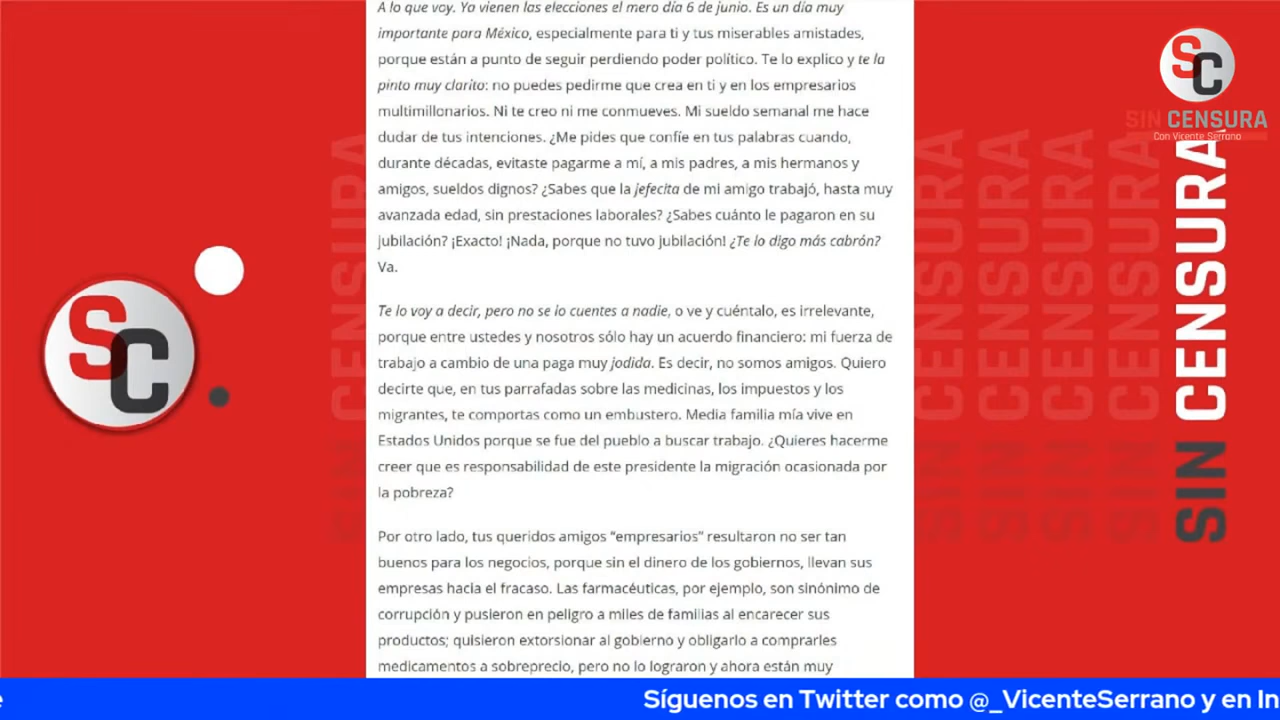 A lo que voy. Ya vienen las elecciones el mero día 6 de junio. Es un día muy
importante para México, especialmente para ti y tus miserables amistades,
porque están a punto de seguir perdiendo poder político. Te lo explico y te la
pinto muy clarito: no puedes pedirme que crea en ti y en los empresarios
multimillonarios. Ni te creo ni me conmueves. Mi sueldo semanal me hace
dudar de tus intenciones. ¿Me pides que confíe en tus palabras cuando,
durante décadas, evitaste pagarme a mí, a mis padres, a mis hermanos y
amigos, sueldos dignos? ¿Sabes que la jefecita de mi amigo trabajó, hasta muy
avanzada edad, sin prestaciones laborales? ¿Sabes cuánto le pagaron en su
jubilación? ¡Exacto! ¡Nada, porque no tuvo jubilación! ¿Te lo digo más cabrón?
Va.
Te lo voy a decir, pero no se lo cuentes a nadie, o ve y cuéntalo, es irrelevante,
porque entre ustedes y nosotros sólo hay un acuerdo financiero: mi fuerza de
trabajo a cambio de una paga muy jodida. Es decir, no somos amigos. Quiero
decirte que, en tus parrafadas sobre las medicinas, los impuestos y los
migrantes, te comportas como un embustero. Media familia mía vive en
Estados Unidos porque se fue del pueblo a buscar trabajo. ¿Quieres hacerme
creer que es responsabilidad de este presidente la migración ocasionada por
la pobreza?
Por otro lado, tus queridos amigos “empresarios” resultaron no ser tan
buenos para los negocios, porque sin el dinero de los gobiernos, llevan sus
empresas hacia el fracaso. Las farmacéuticas, por ejemplo, son sinónimo de
corrupción y pusieron en peligro a miles de familias al encarecer sus
productos; quisieron extorsionar al gobierno y obligarlo a comprarles
medicamentos a sobreprecio, pero no lo lograron y ahora están muy
SC
SC
SIN CENSURA
Con Vicente Serrano
SIN CENSURA
SIN CENSURA
SIN CENSURA
SIN CENSURA
SIN CENSURA
SIN CENSURA
e
Síguenos en Twitter como @_VicenteSerrano y en In